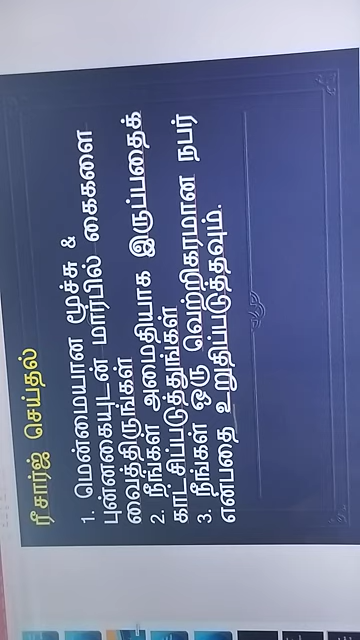 ரீசார்ஜ் செய்தல்
1. மென்மையான மூச்சு &
புன்னகையுடன் மார்பில் கைகளை
வைத்திருங்கள்
2. நீங்கள் அமைதியாக இருப்பதைக்
காட்சிப்படுத்துங்கள்
3. நீங்கள் ஒரு வெற்றிகரமான நபர்
என்பதை உறுதிப்படுத்தவும்.